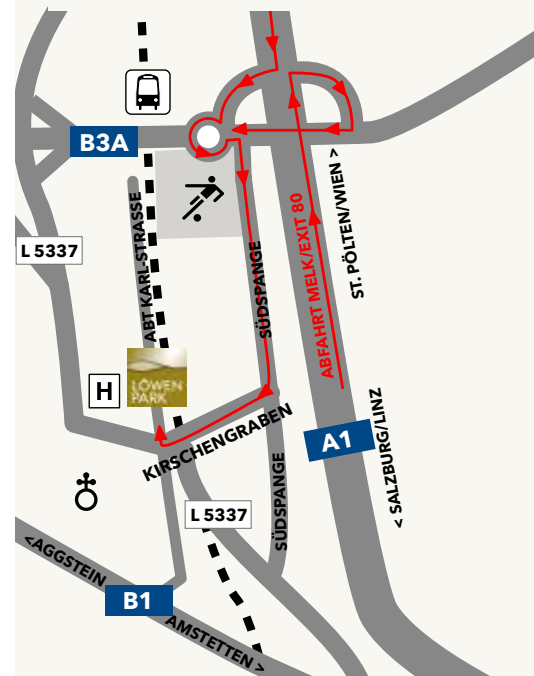 B3A
L 5337
ABT KARL-STRASSE
SÜDSPANGE
ABFAHRT MELK/EXIT 80
ST. PÖLTEN/WIEN >
H
LÖWEN
PARK
KIRSCHENGRABEN
A1
< SALZBURG/LINZ
SÜDSPANGE
L 5337
<AGGSTEIN
B1
AMSTETTEN >